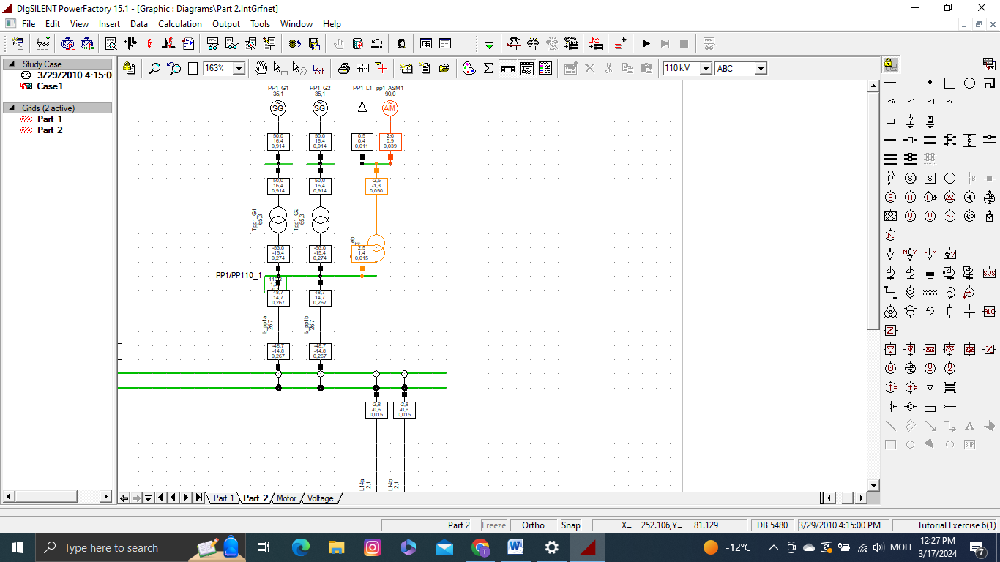 DIgSILENT PowerFactory 15.1 - [Graphic : Diagrams\Part 2.IntGrfnet]
File Edit View Insert Data Calculation Output Tools Window Help
163%
110 kV
ABC
Study Case
3/29/2010 4:15:0
Case1
Grids (2 active)
Part 1
Part 2
PP1_G1
35,1
PP1_G2
35,1
PP1_L1
pp1_ASM1
90,0
SG
SG
AM
50,0
16,4
0,914
50,0
16,4
0,914
0,5
0,4
0,011
2,0
0,9
0,039
50,0
16,4
0,914
50,0
16,4
0,914
-2,5
-1,3
0,050
Tpp1_G1
65,3
Tpp1_G2
65,3
-50,0
-15,4
0,274
-50,0
-15,4
0,274
2,5
1,4
0,015
PP1/PP110_1
48,7
14,7
0,267
48,7
14,7
0,267
L_pp1a
26,7
L_pp1b
26,7
-48,7
-14,8
0,267
-48,7
-14,8
0,267
-2,8
-0,6
0,015
-2,8
-0,6
0,015
L14a
2,1
L14b
2,1
Part 1 Part 2 Motor Voltage
Part 2 Freeze Ortho Snap X= 252.106,Y= 81.129 DB 5480 3/29/2010 4:15:00 PM Tutorial Exercise 6(1)
Type here to search
-12°C
МОН
12:27 PM
3/17/2024
7